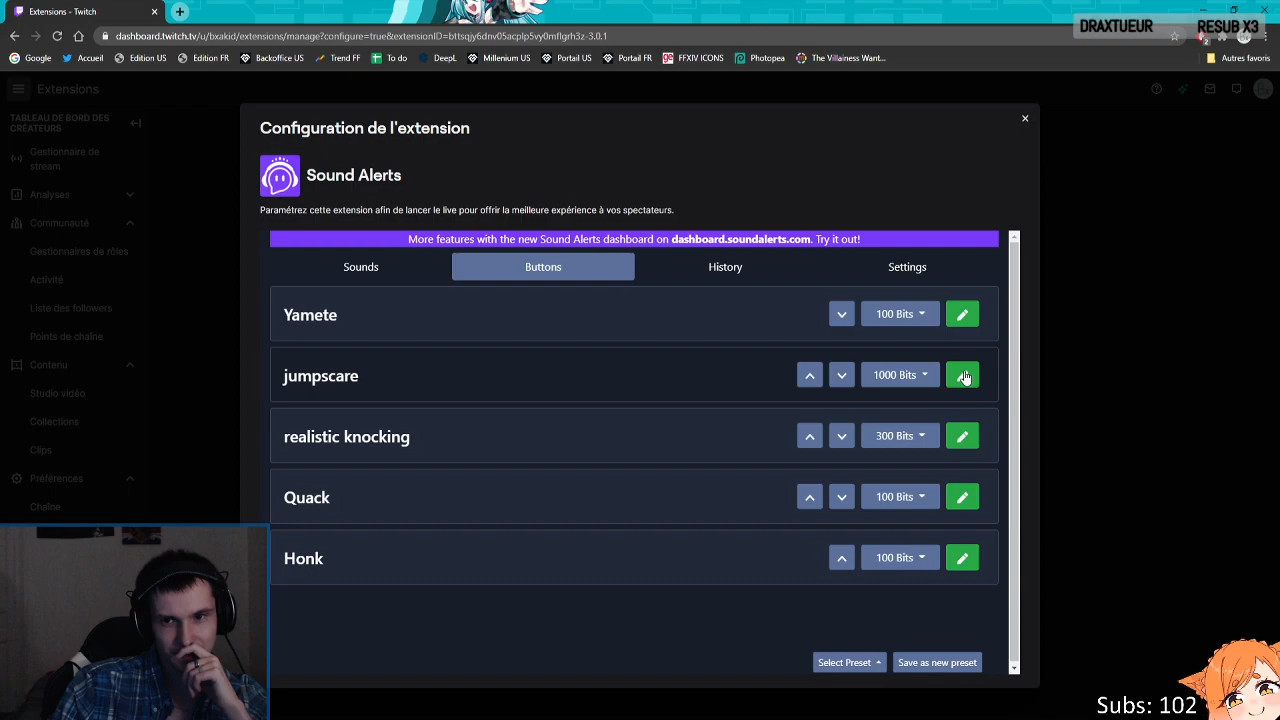 Extensions
dashboard.twitch.tv/u/bxakid/extensions/manage?configure=true&extensionID=bttsqjy6dnv05acplp5vy0mflgrh3z-3.0.1
DRAXTUEUR
RESUB X3
Google
Accueil
Edition US
Edition FR
Backoffice US
Trend FF
To do
DeepL
Millenium US
Portail US
Portail FR
FFXIV ICONS
Photopea
The Villainess Want...
Autres favoris
Extensions
TABLEAU DE BORD DES
CRÉATEURS
Gestionnaire de
stream
Analyses
Communauté
Gestionnaires de rôles
Activité
Liste des followers
Points de chaîne
Contenu
Studio vidéo
Collections
Clips
Préférences
Chaîne
Configuration de l'extension
Sound Alerts
Paramétrez cette extension afin de lancer le live pour offrir la meilleure expérience à vos spectateurs.
More features with the new Sound Alerts dashboard on dashboard.soundalerts.com. Try it out!
Sounds
Buttons
History
Settings
Yamete
100 Bits
jumpscare
1000 Bits
realistic knocking
300 Bits
Quack
100 Bits
Honk
100 Bits
Select Preset
Save as new preset
Subs: 102